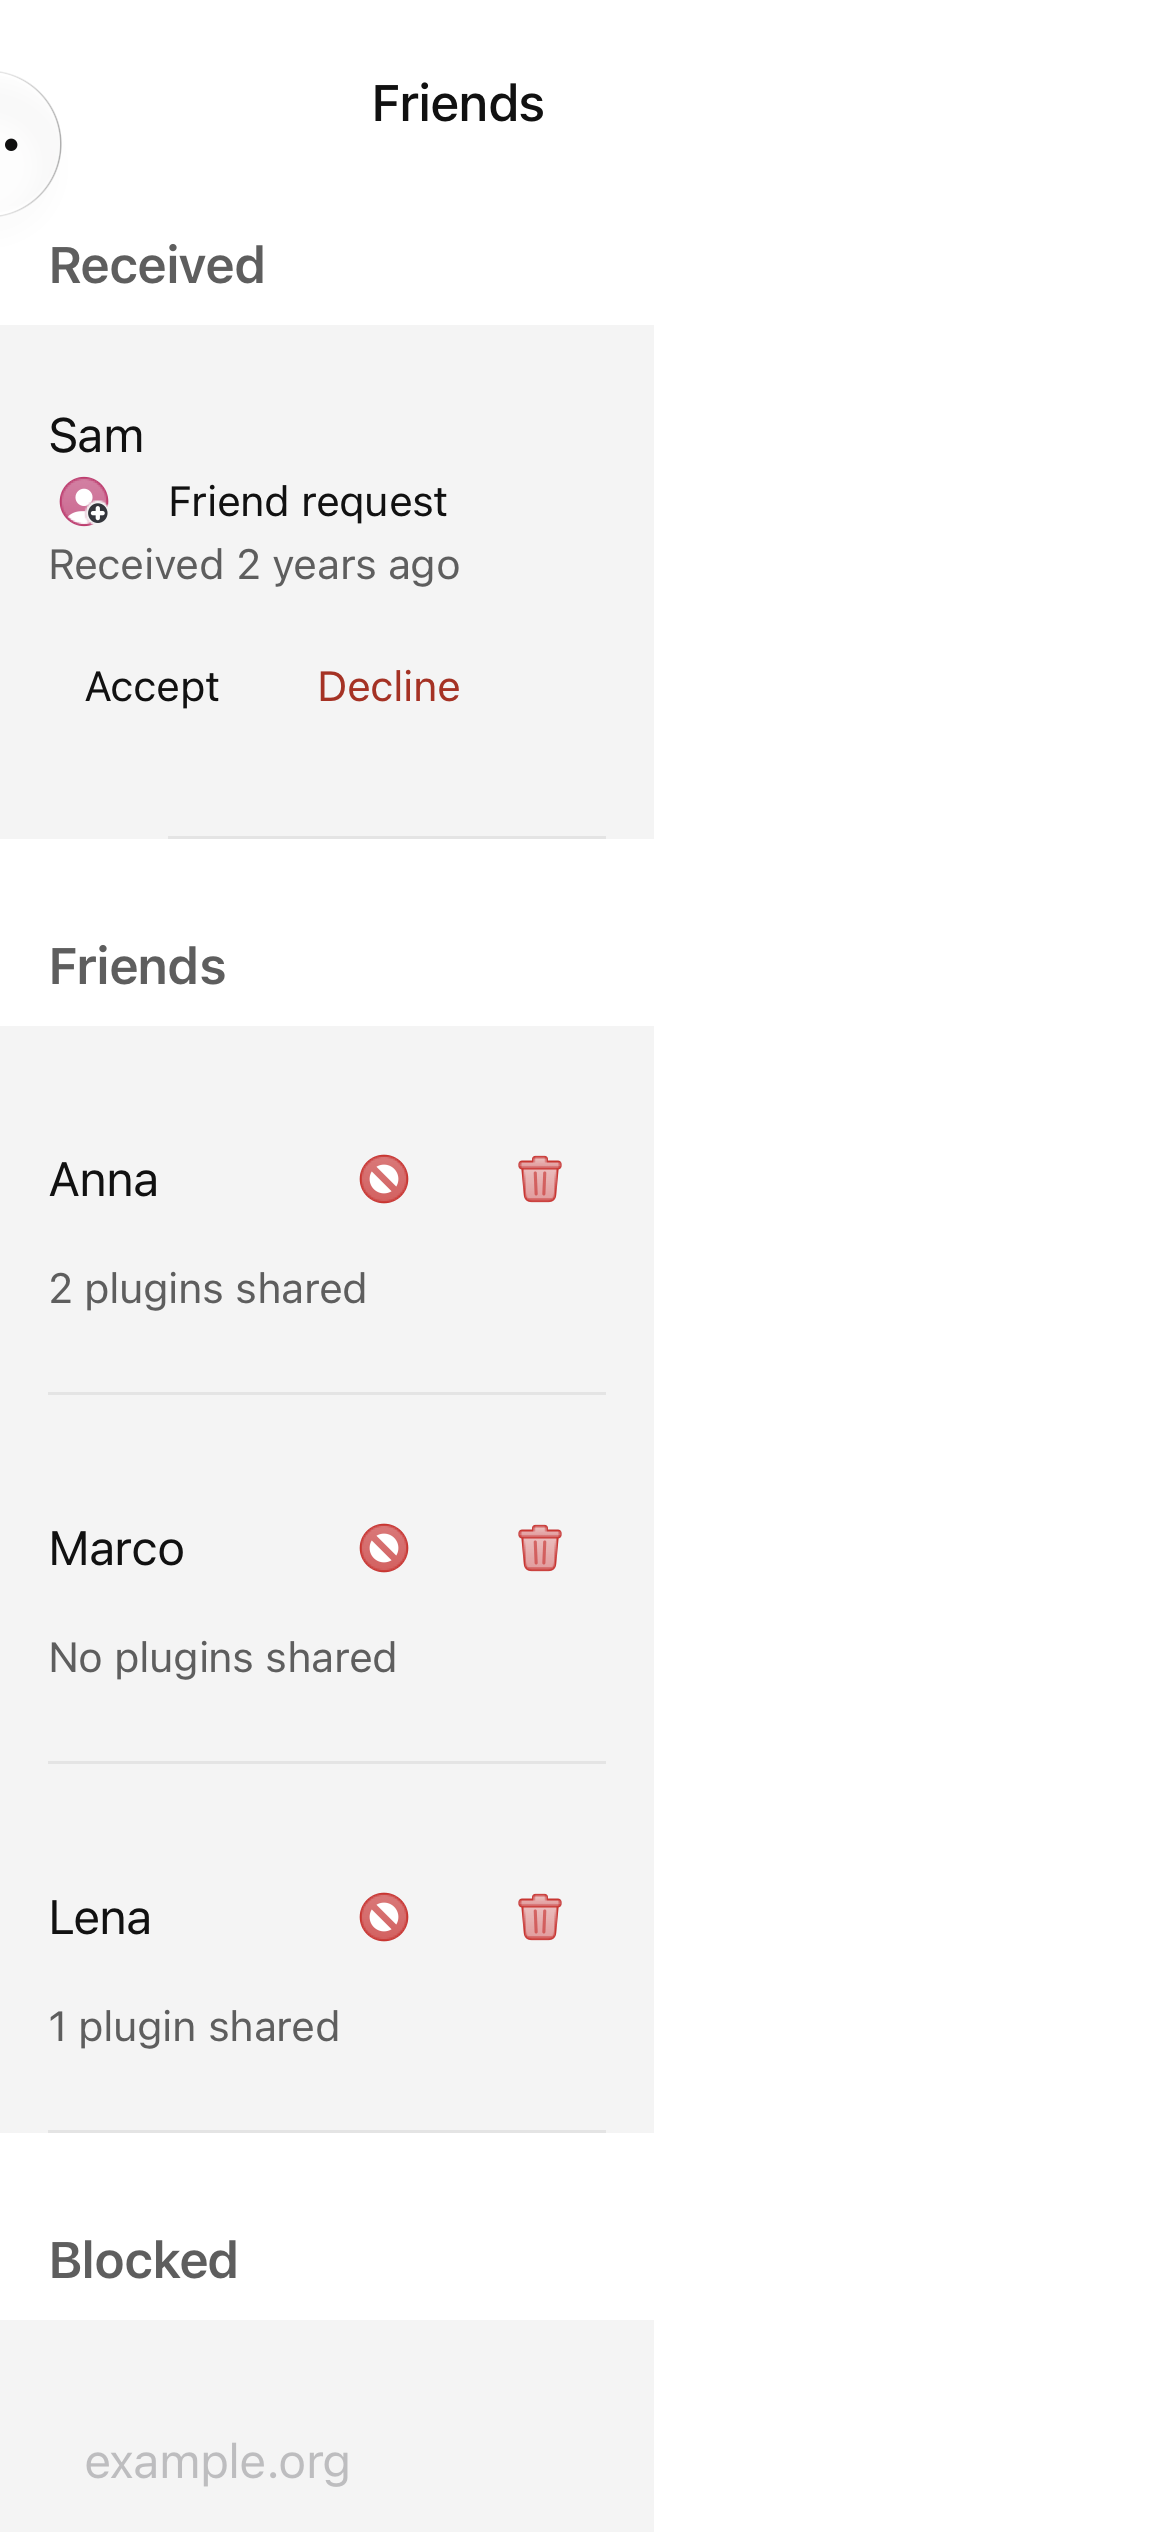 Friends
Received
Sam
Friend request
Received 2 years ago
Accept Decline
Friends
Anna
2 plugins shared
Marco
No plugins shared
Lena
1 plugin shared
Blocked
example.org